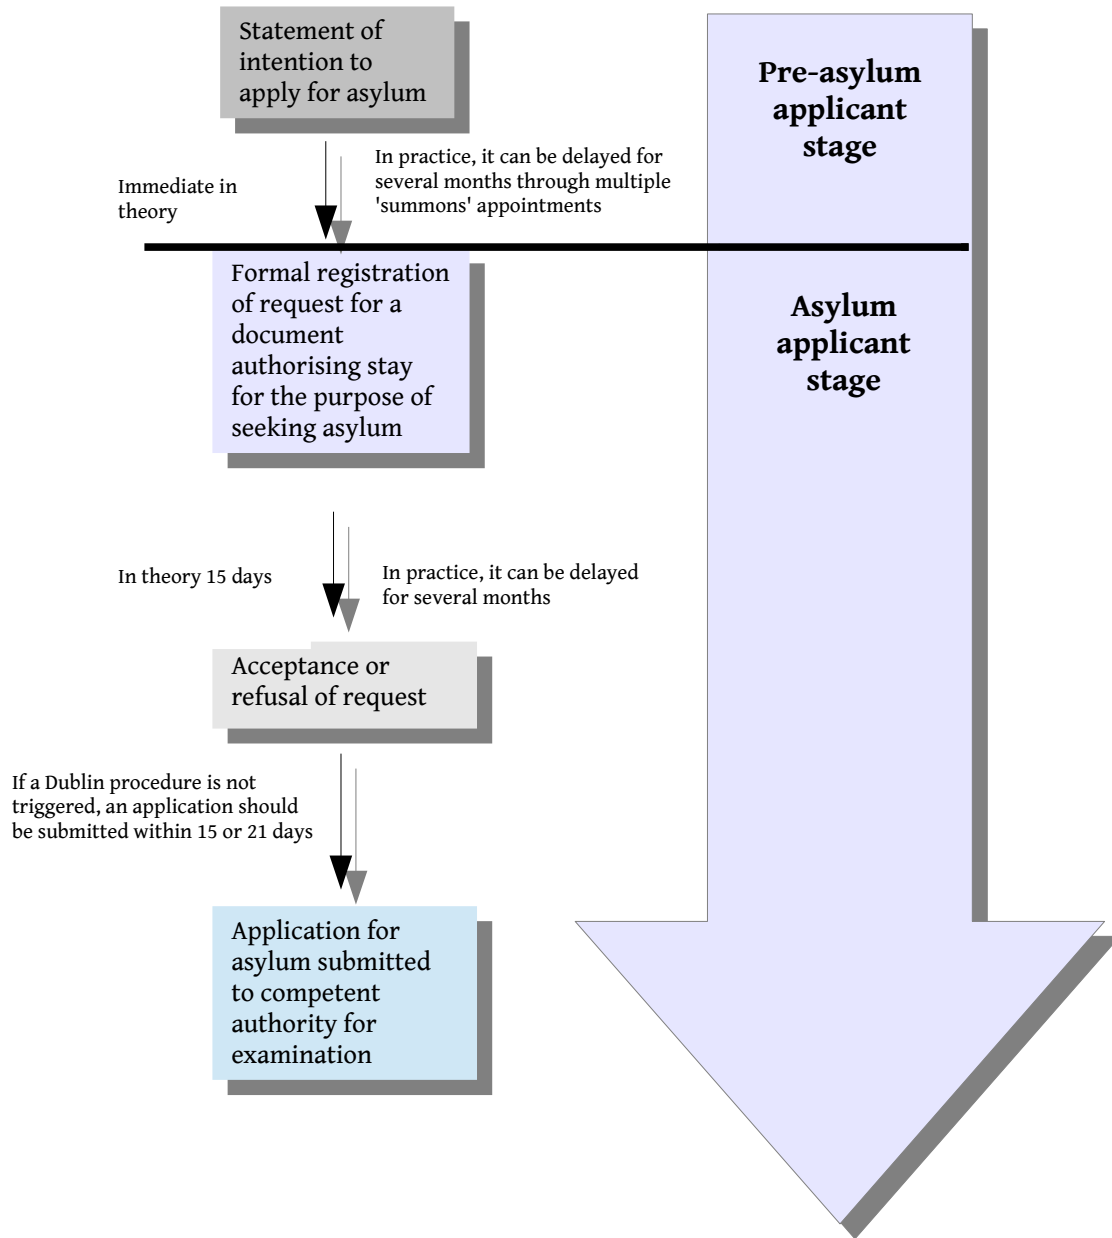 Statement of
intention to
apply for asylum
Pre-asylum
applicant
stage
Immediate in
theory
In practice, it can be delayed for
several months through multiple
'summons' appointments
Formal registration
of request for a
document
authorising stay
for the purpose of
seeking asylum
Asylum
applicant
stage
In theory 15 days
In practice, it can be delayed
for several months
Acceptance or
refusal of request
If a Dublin procedure is not
triggered, an application should
be submitted within 15 or 21 days
Application for
asylum submitted
to competent
authority for
examination